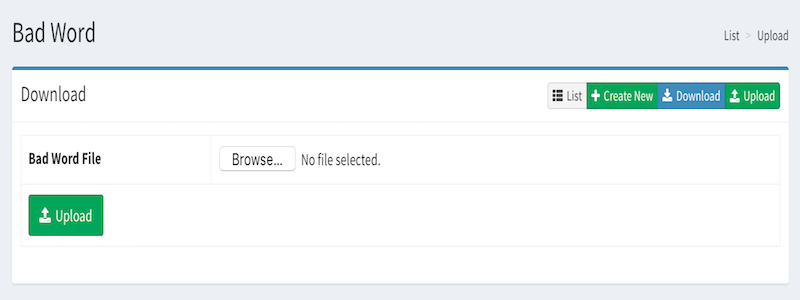 Bad Word
List > Upload
Download
List Create New Download Upload
Bad Word File Browse... No file selected.
Upload